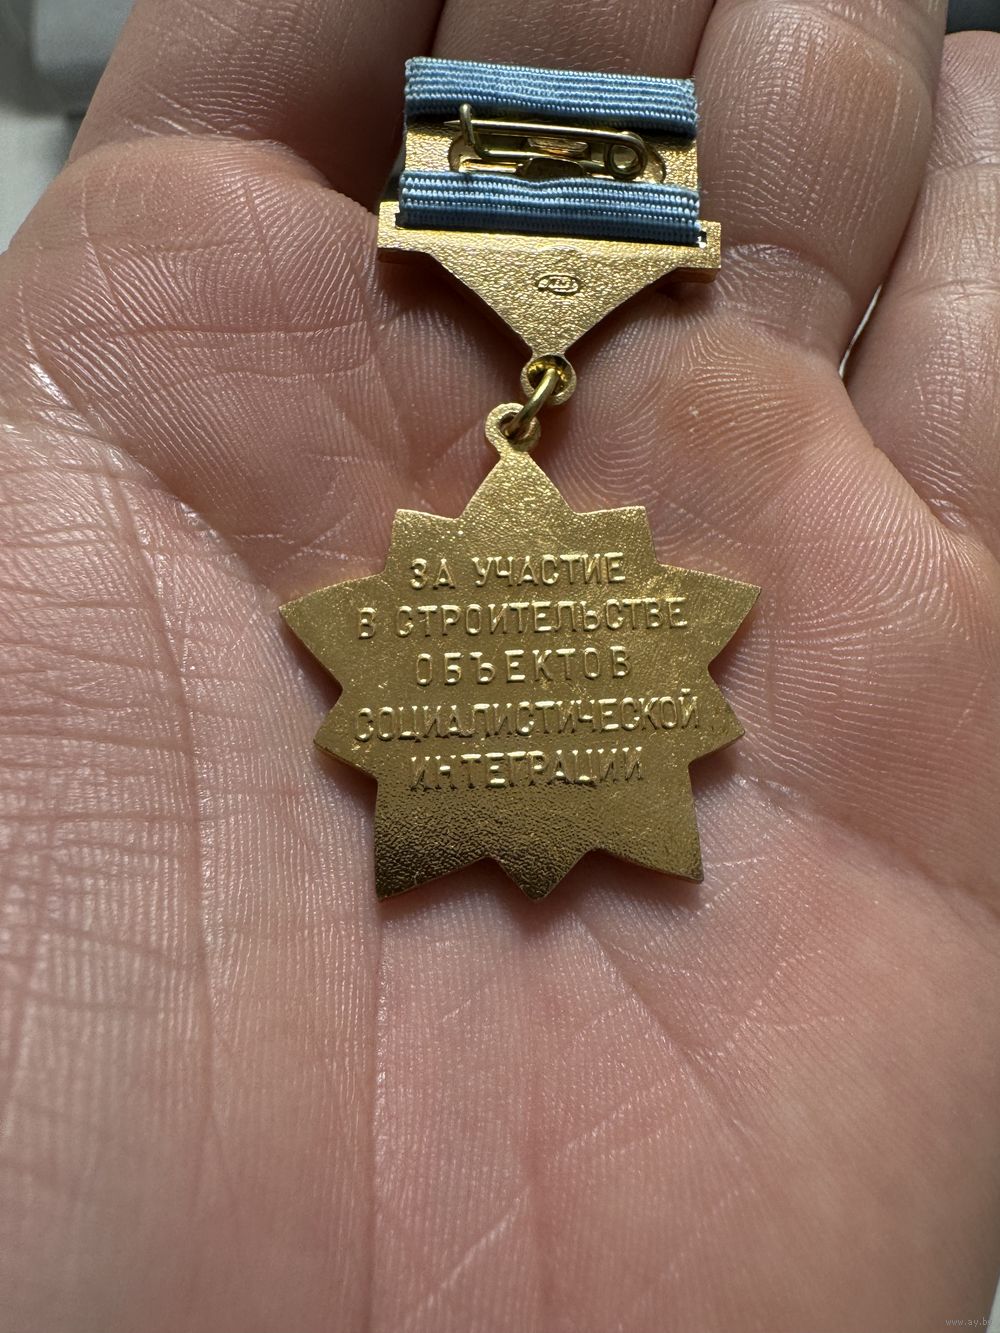 ЗА УЧАСТИЕ
В СТРОИТЕЛЬСТВЕ
ОБЪЕКТОВ
СОЦИАЛИСТИЧЕСКОЙ
ИНТЕГРАЦИИ